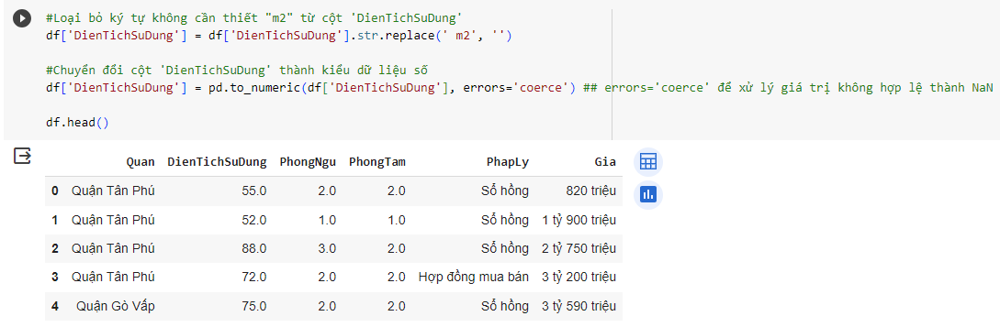 #Loại bỏ ký tự không cần thiết "m2" từ cột 'DienTichSuDung'
df['DienTichSuDung'] = df['DienTichSuDung'].str.replace(' m2', '')
#Chuyển đổi cột 'DienTichSuDung' thành kiểu dữ liệu số
df['DienTichSuDung'] = pd.to_numeric(df['DienTichSuDung'], errors='coerce') ## errors='coerce' để xử lý giá trị không hợp lệ thành NaN
df.head()
Quan DienTichSuDung PhongNgu PhongTam PhapLy Gia
0 Quận Tân Phú 55.0 2.0 2.0 Sổ hồng 820 triệu
1 Quận Tân Phú 52.0 1.0 1.0 Sổ hồng 1 tỷ 900 triệu
2 Quận Tân Phú 88.0 3.0 2.0 Sổ hồng 2 tỷ 750 triệu
3 Quận Tân Phú 72.0 2.0 2.0 Hợp đồng mua bán 3 tỷ 200 triệu
4 Quận Gò Vấp 75.0 2.0 2.0 Sổ hồng 3 tỷ 590 triệu